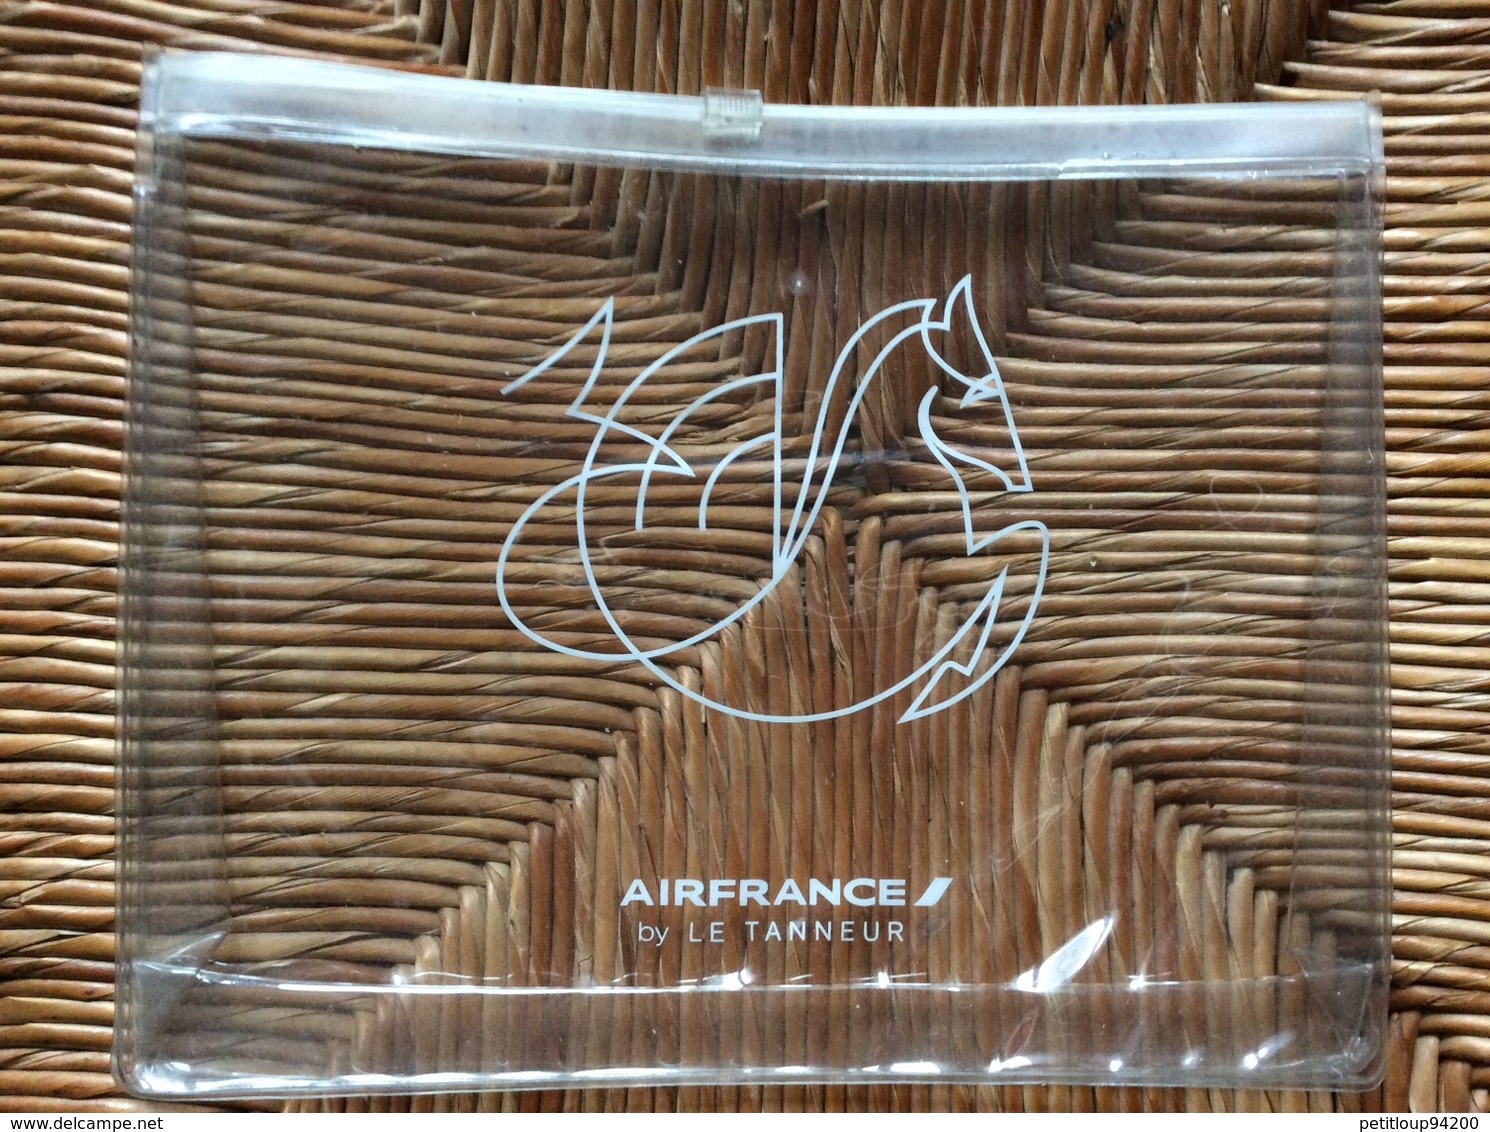 AIRFRANCE
by LE TANNEUR
www.delcampe.net
petitloup94200